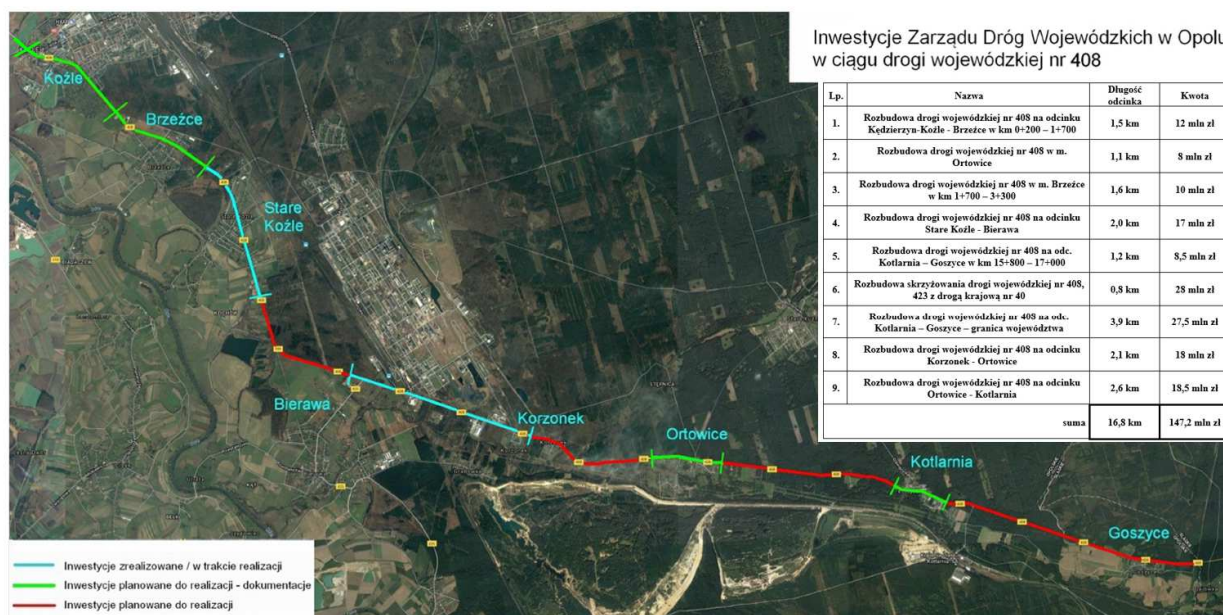 Inwestycje Zarządu Dróg Wojewódzkich w Opolu
w ciągu drogi wojewódzkiej nr 408
Lp.
Nazwa
Długość
odcinka
Kwota
1.
Rozbudowa drogi wojewódzkiej nr 408 na odcinku
Kędzierzyn-Koźle - Brzeźce w km 0+200 – 1+700
1,5 km
12 mln zł
2.
Rozbudowa drogi wojewódzkiej nr 408 w m.
Ortowice
1,1 km
8 mln zł
3.
Rozbudowa drogi wojewódzkiej nr 408 w m. Brzeźce
w km 1+700 – 3+300
1,6 km
10 mln zł
4.
Rozbudowa drogi wojewódzkiej nr 408 na odcinku
Stare Koźle - Bierawa
2,0 km
17 mln zł
5.
Rozbudowa drogi wojewódzkiej nr 408 na odc.
Kotlarnia – Goszyce w km 15+800 – 17+000
1,2 km
8,5 mln zł
6.
Rozbudowa skrzyżowania drogi wojewódzkiej nr 408,
423 z drogą krajową nr 40
0,8 km
28 mln zł
7.
Rozbudowa drogi wojewódzkiej nr 408 na odc.
Kotlarnia – Goszyce – granica województwa
3,9 km
27,5 mln zł
8.
Rozbudowa drogi wojewódzkiej nr 408 na odcinku
Korzonek - Ortowice
2,1 km
18 mln zł
9.
Rozbudowa drogi wojewódzkiej nr 408 na odcinku
Ortowice - Kotlarnia
2,6 km
18,5 mln zł
suma
16,8 km
147,2 mln zł
Koźle
Brzeźce
Stare
Koźle
Bierawa
Korzonek
Ortowice
Kotlarnia
Goszyce
Inwestycje zrealizowane / w trakcie realizacji
Inwestycje planowane do realizacji - dokumentacje
Inwestycje planowane do realizacji